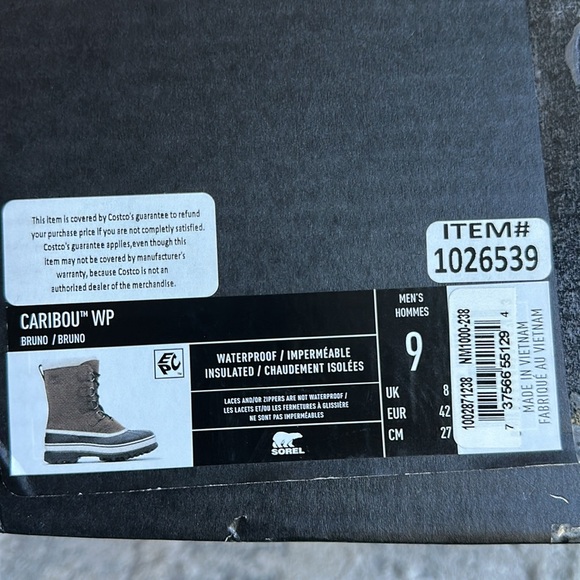 This item is covered by Costco's guarantee to refund
your purchase price if you are not completly satisfied.
Costco's guarantee applies,even though this
item may not be covered by manufacturer's
warranty, because Costco is not an
authorized dealer of the merchandise.
ITEM#
1026539
CARIBOU™ WP
BRUNO / BRUNO
EPC
WATERPROOF / IMPERMÉABLE
INSULATED / CHAUDEMENT ISOLÉES
LACES AND/OR ZIPPERS ARE NOT WATERPROOF /
LES LACETS ET/OU LES FERMETURES À GLISSIÈRE
NE SONT PAS IMPERMÉABLES
SOREL
MEN'S
HOMMES
9
UK 8
EUR 42
CM 27
1002871238 NM1000-238
7 37566 55129 4
MADE IN VIETNAM
FABRIQUE AU VIETNAM